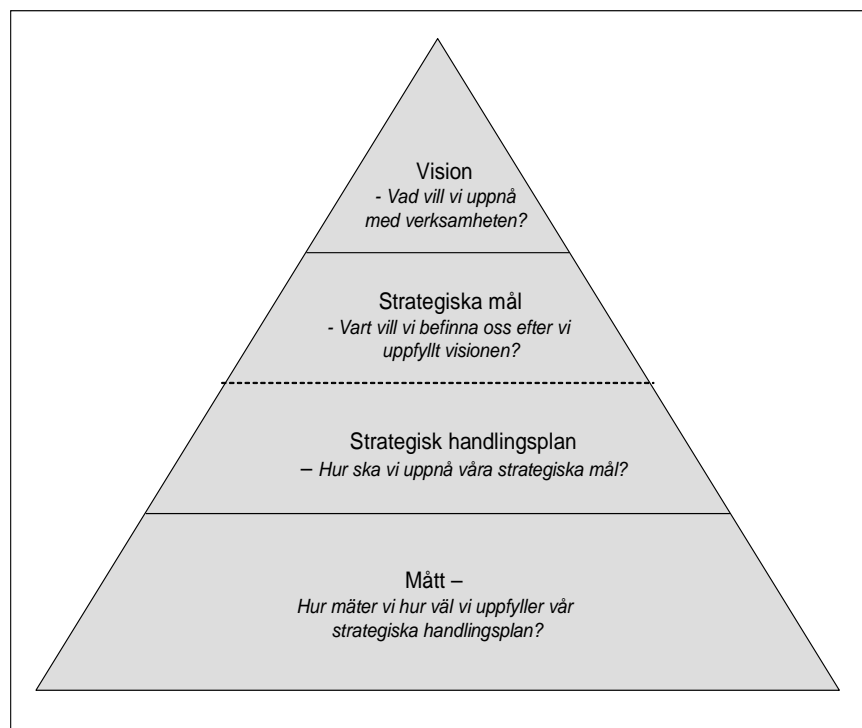 Vision
- Vad vill vi uppnå
med verksamheten?
Strategiska mål
- Vart vill vi befinna oss efter vi
uppfyllt visionen?
Strategisk handlingsplan
– Hur ska vi uppnå våra strategiska mål?
Mått –
Hur mäter vi hur väl vi uppfyller vår
strategiska handlingsplan?